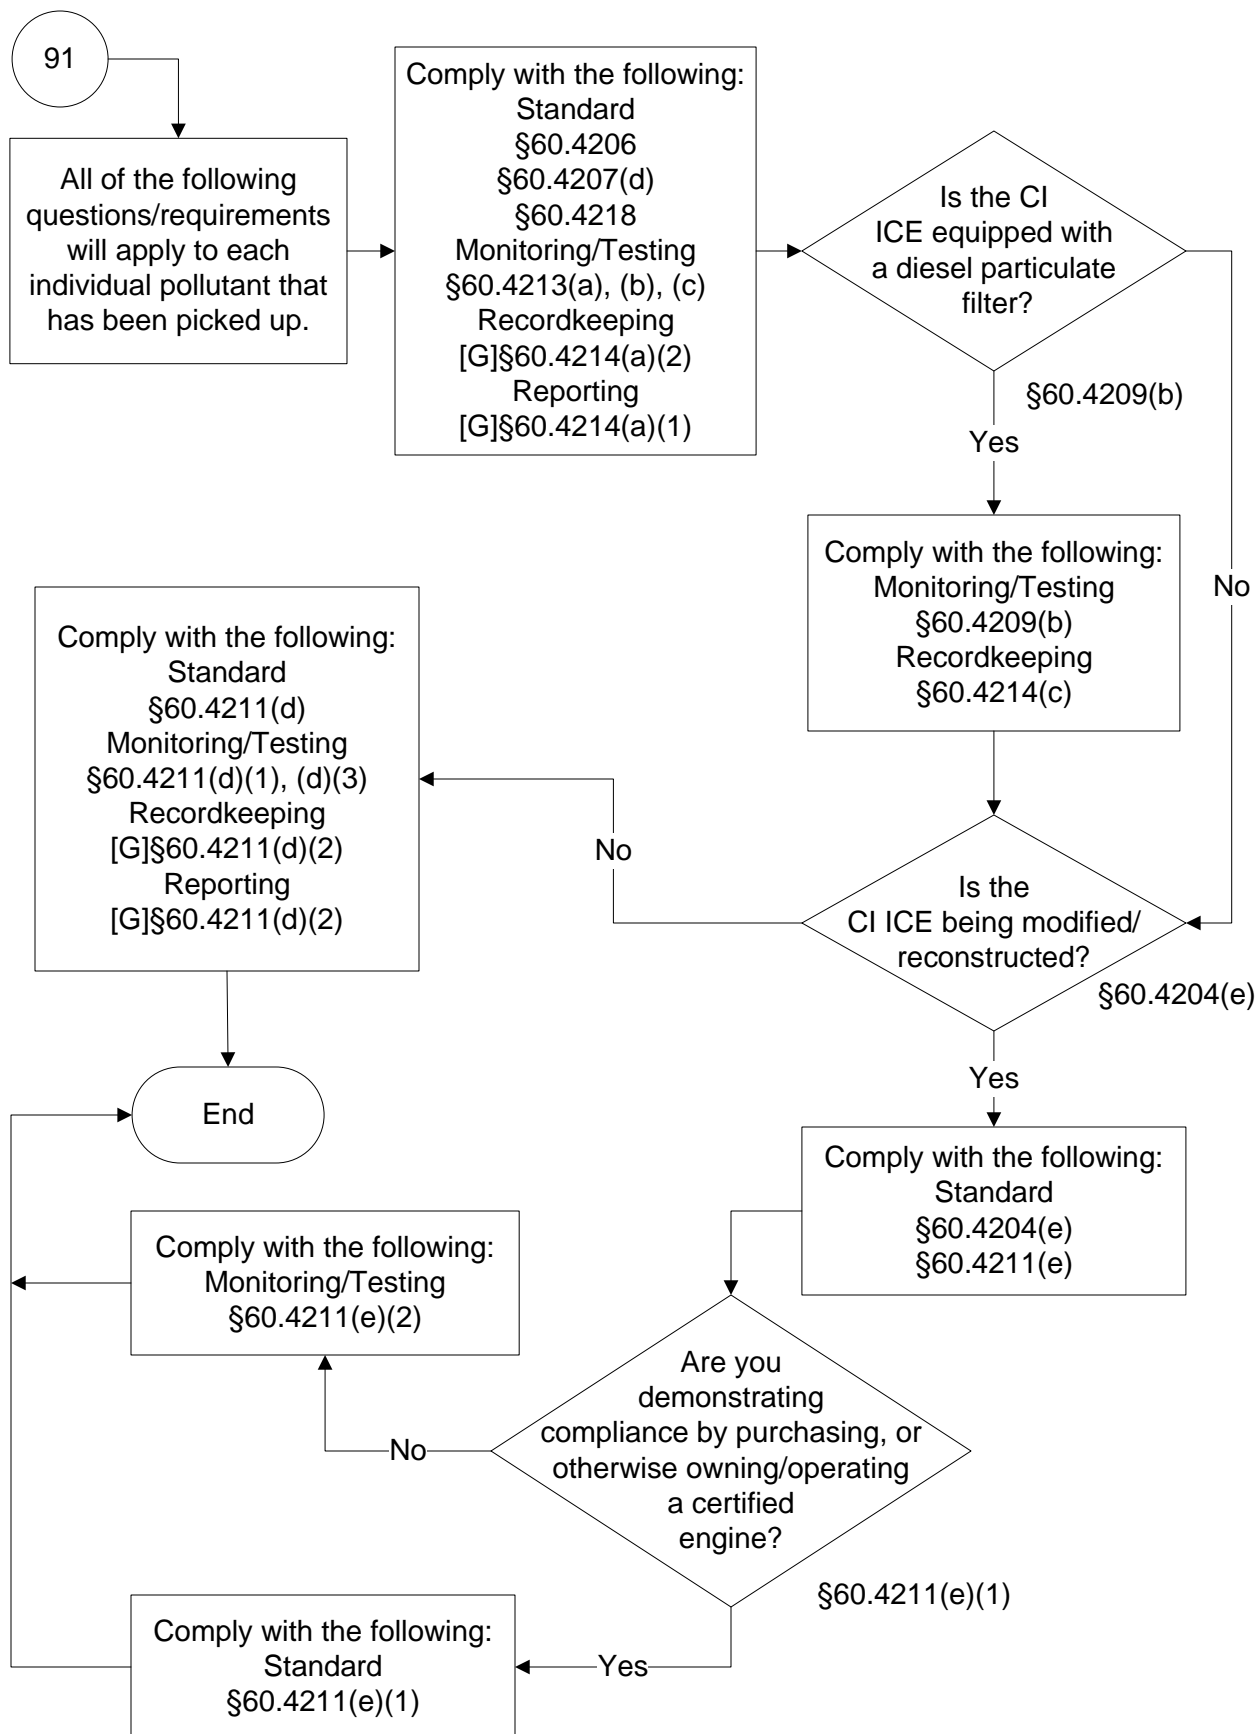 91
All of the following
questions/requirements
will apply to each
individual pollutant that
has been picked up.
Comply with the following:
Standard
§60.4206
§60.4207(d)
§60.4218
Monitoring/Testing
§60.4213(a), (b), (c)
Recordkeeping
[G]§60.4214(a)(2)
Reporting
[G]§60.4214(a)(1)
Is the CI
ICE equipped with
a diesel particulate
filter?
§60.4209(b)
Yes
No
Comply with the following:
Monitoring/Testing
§60.4209(b)
Recordkeeping
§60.4214(c)
Is the
CI ICE being modified/
reconstructed?
§60.4204(e)
No
Comply with the following:
Standard
§60.4211(d)
Monitoring/Testing
§60.4211(d)(1), (d)(3)
Recordkeeping
[G]§60.4211(d)(2)
Reporting
[G]§60.4211(d)(2)
End
Yes
Comply with the following:
Standard
§60.4204(e)
§60.4211(e)
Are you
demonstrating
compliance by purchasing, or
otherwise owning/operating
a certified
engine?
§60.4211(e)(1)
No
Comply with the following:
Monitoring/Testing
§60.4211(e)(2)
Yes
Comply with the following:
Standard
§60.4211(e)(1)